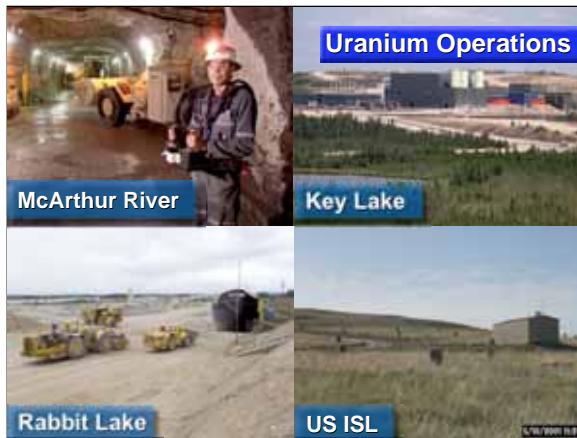 Uranium Operations
McArthur River
Key Lake
Rabbit Lake
US ISL